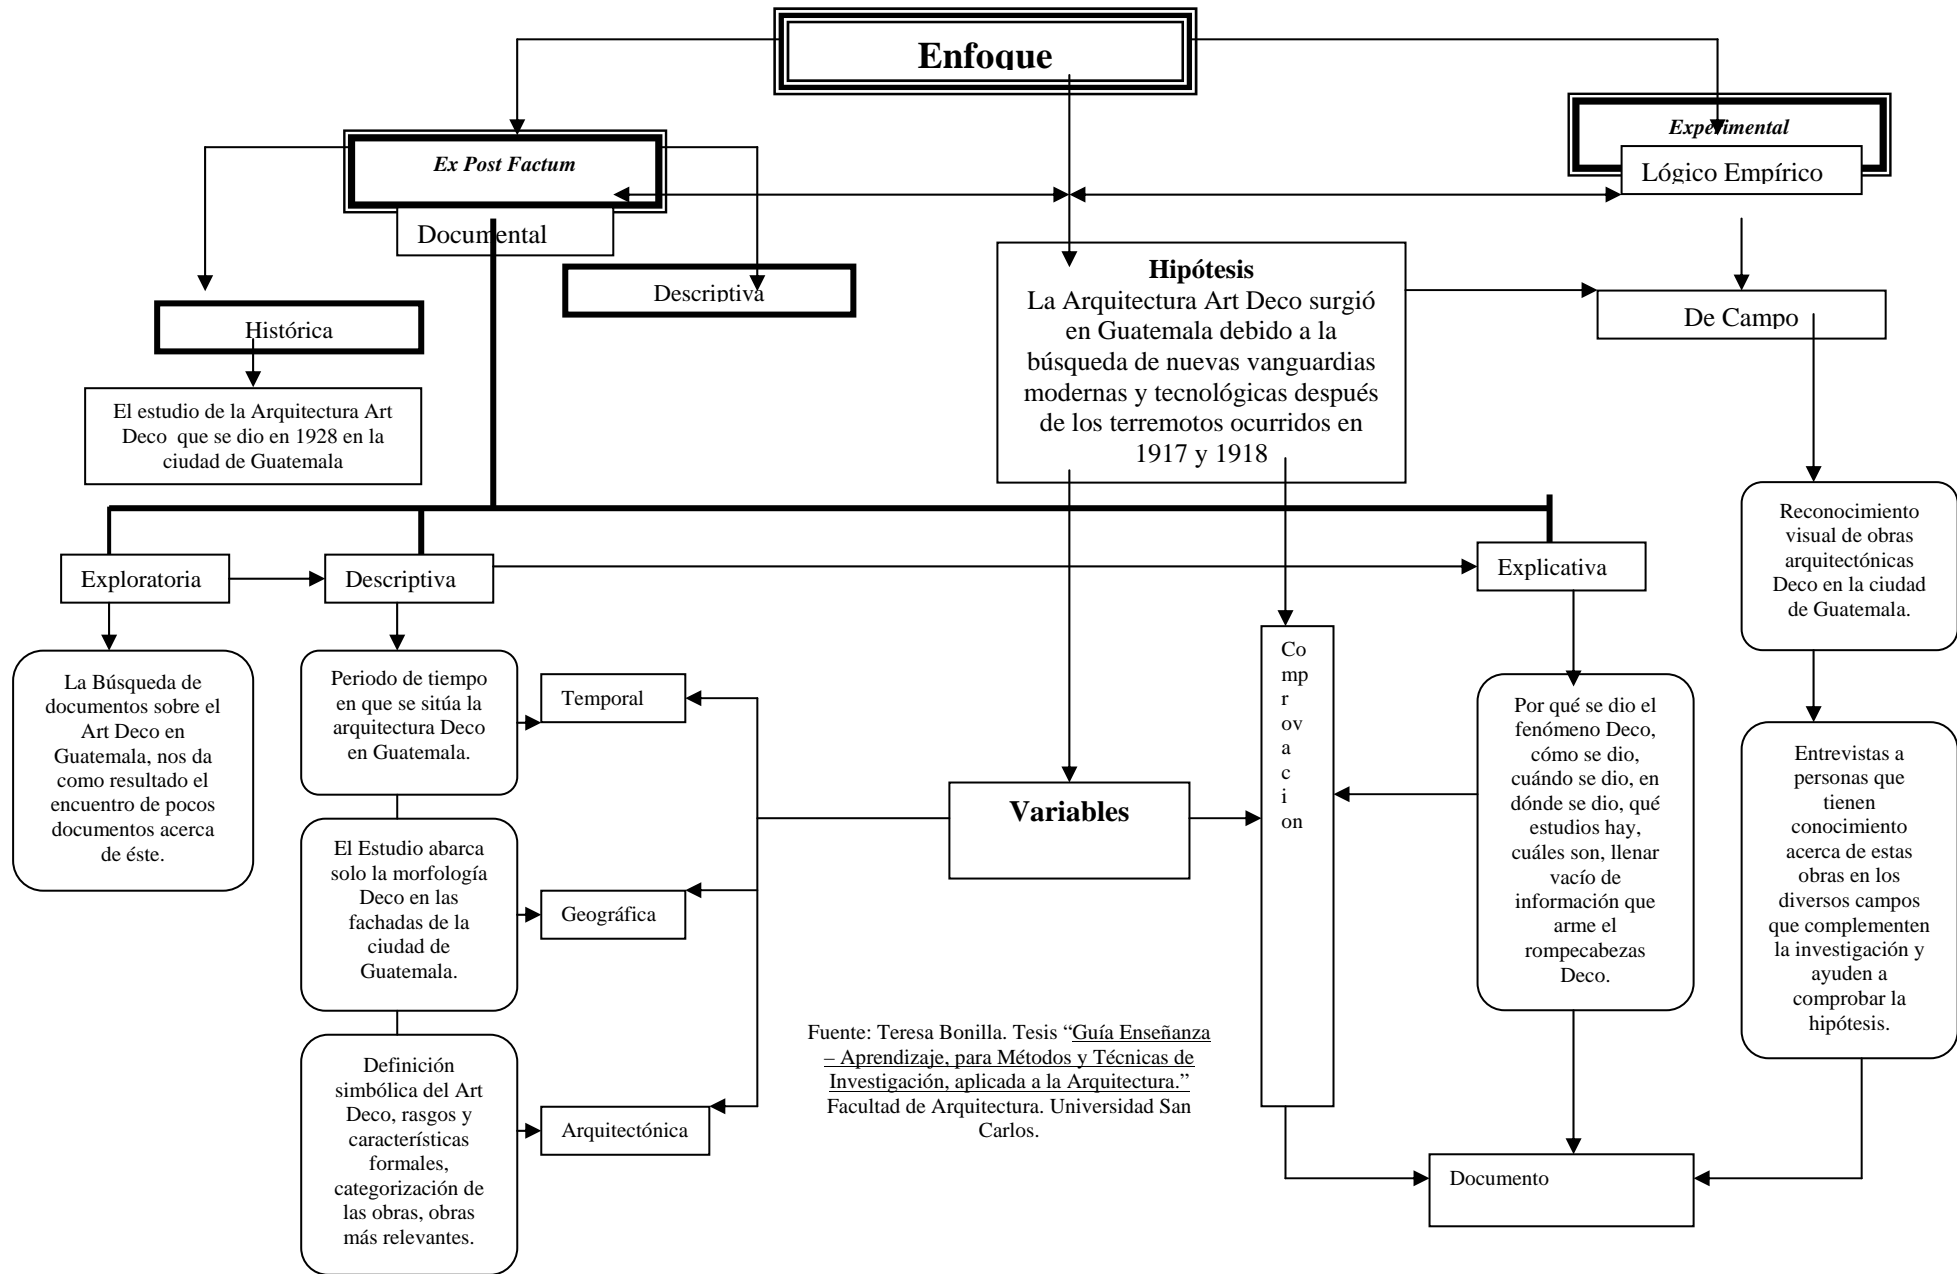 Enfoque
Ex Post Factum
Documental
Experimental
Lógico Empírico
Histórica
Descriptiva
Hipótesis
La Arquitectura Art Deco surgió
en Guatemala debido a la
búsqueda de nuevas vanguardias
modernas y tecnológicas después
de los terremotos ocurridos en
1917 y 1918
De Campo
El estudio de la Arquitectura Art
Deco que se dio en 1928 en la
ciudad de Guatemala
Exploratoria
Descriptiva
Explicativa
Reconocimiento
visual de obras
arquitectónicas
Deco en la ciudad
de Guatemala.
La Búsqueda de
documentos sobre el
Art Deco en
Guatemala, nos da
como resultado el
encuentro de pocos
documentos acerca
de éste.
Periodo de tiempo
en que se sitúa la
arquitectura Deco
en Guatemala.
Temporal
El Estudio abarca
solo la morfología
Deco en las
fachadas de la
ciudad de
Guatemala.
Geográfica
Definición
simbólica del Art
Deco, rasgos y
características
formales,
categorización de
las obras, obras
más relevantes.
Arquitectónica
Variables
Co
mp
r
ov
a
c
i
on
Por qué se dio el
fenómeno Deco,
cómo se dio,
cuándo se dio, en
dónde se dio, qué
estudios hay,
cuáles son, llenar
vacío de
información que
arme el
rompecabezas
Deco.
Entrevistas a
personas que
tienen
conocimiento
acerca de estas
obras en los
diversos campos
que complementen
la investigación y
ayuden a
comprobar la
hipótesis.
Fuente: Teresa Bonilla. Tesis “Guía Enseñanza
– Aprendizaje, para Métodos y Técnicas de
Investigación, aplicada a la Arquitectura.”
Facultad de Arquitectura. Universidad San
Carlos.
Documento